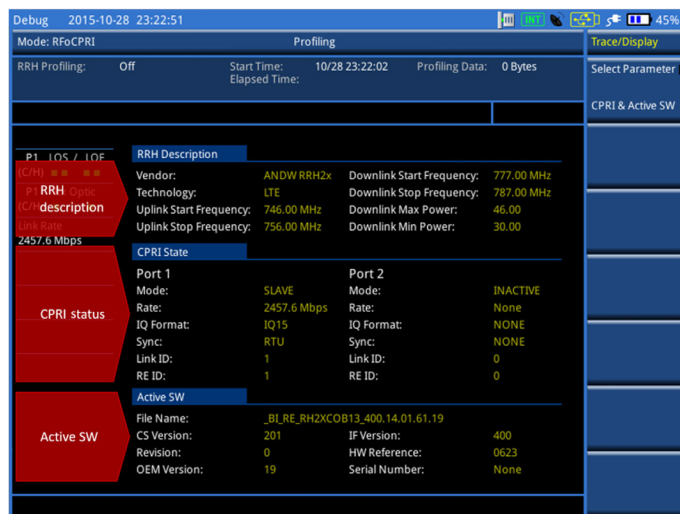 Debug 2015-10-28 23:22:51 INT 45%
Mode: RFoCPRI Profiling Trace/Display
RRH Profiling: Off Start Time: 10/28 23:22:02 Profiling Data: 0 Bytes Select Parameter
Elapsed Time:
CPRI & Active SW
P1 LOS / LOF RRH Description
(C/H) Vendor: ANDW RRH2x Downlink Start Frequency: 777.00 MHz
P1 Optic RRH Technology: LTE Downlink Stop Frequency: 787.00 MHz
(C/H) description Uplink Start Frequency: 746.00 MHz Downlink Max Power: 46.00
Link Rate Uplink Stop Frequency: 756.00 MHz Downlink Min Power: 30.00
2457.6 Mbps
CPRI State
Port 1 Port 2
Mode: SLAVE Mode: INACTIVE
CPRI status Rate: 2457.6 Mbps Rate: None
IQ Format: IQ15 IQ Format: NONE
Sync: RTU Sync: NONE
Link ID: 1 Link ID: 0
RE ID: 1 RE ID: 0
Active SW
File Name: _BI_RE_RH2XCOB13_400.14.01.61.19
Active SW CS Version: 201 IF Version: 400
Revision: 0 HW Reference: 0623
OEM Version: 19 Serial Number: None